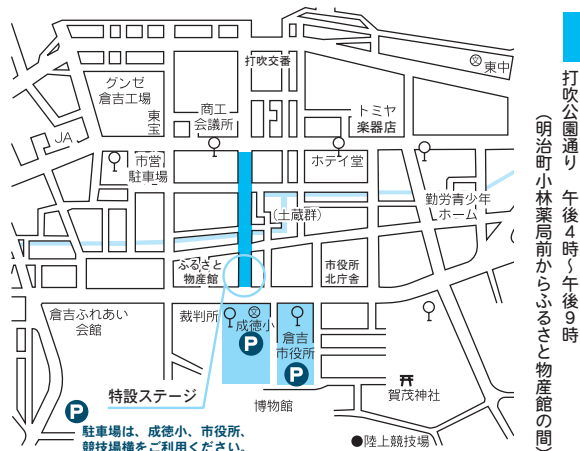 打吹公園通り　午後4時～午後9時
（明治町小林薬局前からふるさと物産館の間）
打吹交番
東中
グンゼ
倉吉工場
東宝
商工
会議所
トミヤ
楽器店
JA
市営
駐車場
ホテイ堂
（土蔵群）
勤労青少年
ホーム
ふるさと
物産館
市役所
北庁舎
倉吉ふれあい
会館
裁判所
成徳小
P
倉吉
市役所
P
特設ステージ
博物館
賀茂神社
P
駐車場は、成徳小、市役所、
競技場横をご利用ください。
●陸上競技場